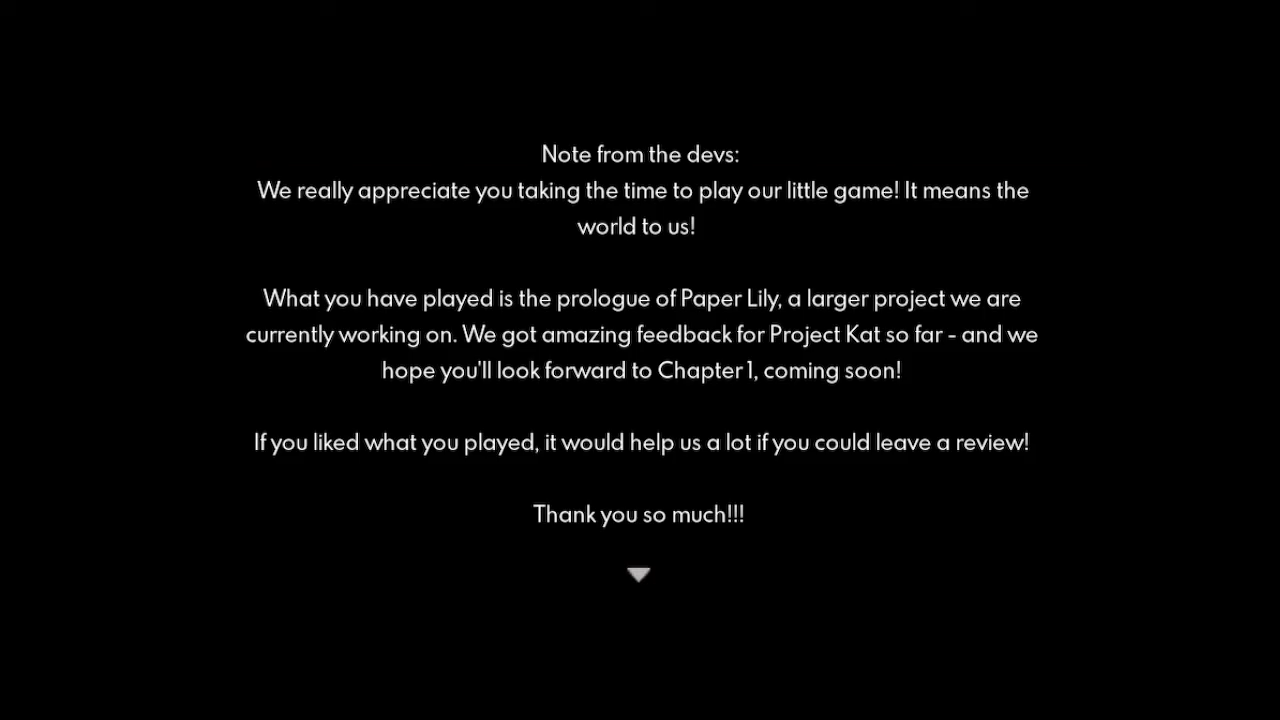 Note from the devs:
We really appreciate you taking the time to play our little game! It means the
world to us!
What you have played is the prologue of Paper Lily, a larger project we are
currently working on. We got amazing feedback for Project Kat so far - and we
hope you'll look forward to Chapter 1, coming soon!
If you liked what you played, it would help us a lot if you could leave a review!
Thank you so much!!!